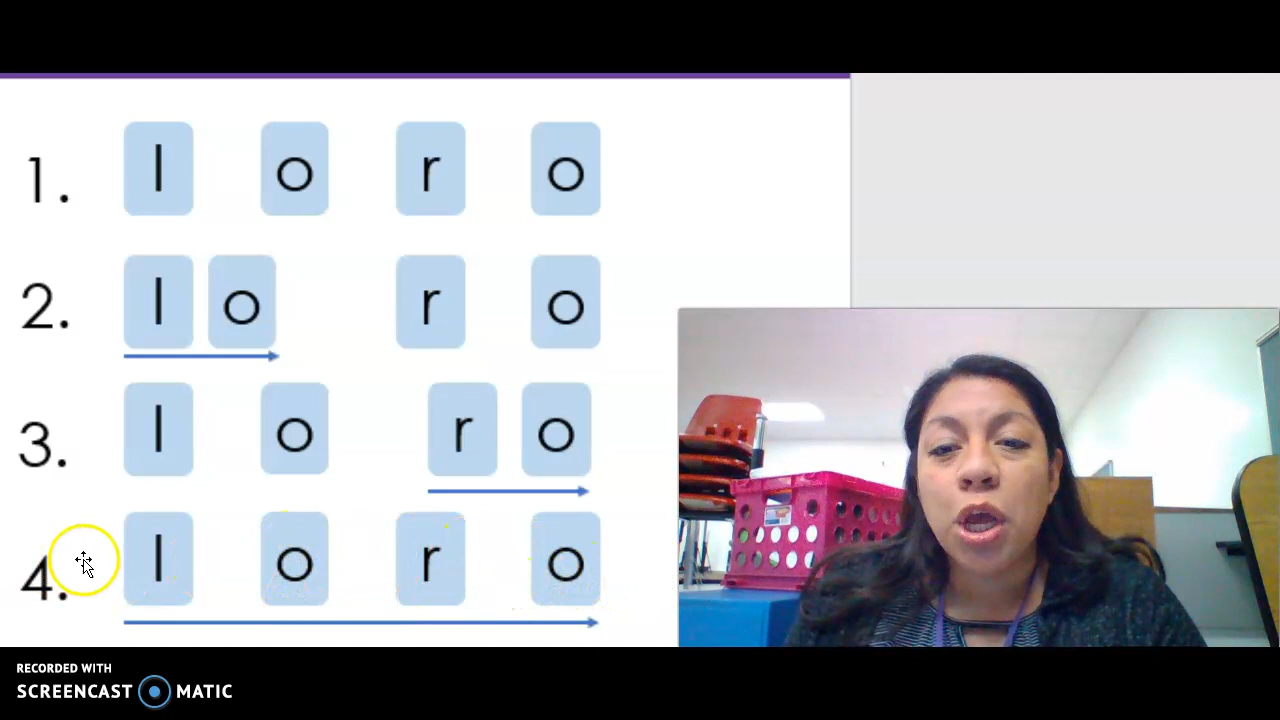 1. l o r o
2. l o r o
3. l o r o
4. l o r o
RECORDED WITH
SCREENCAST MATIC